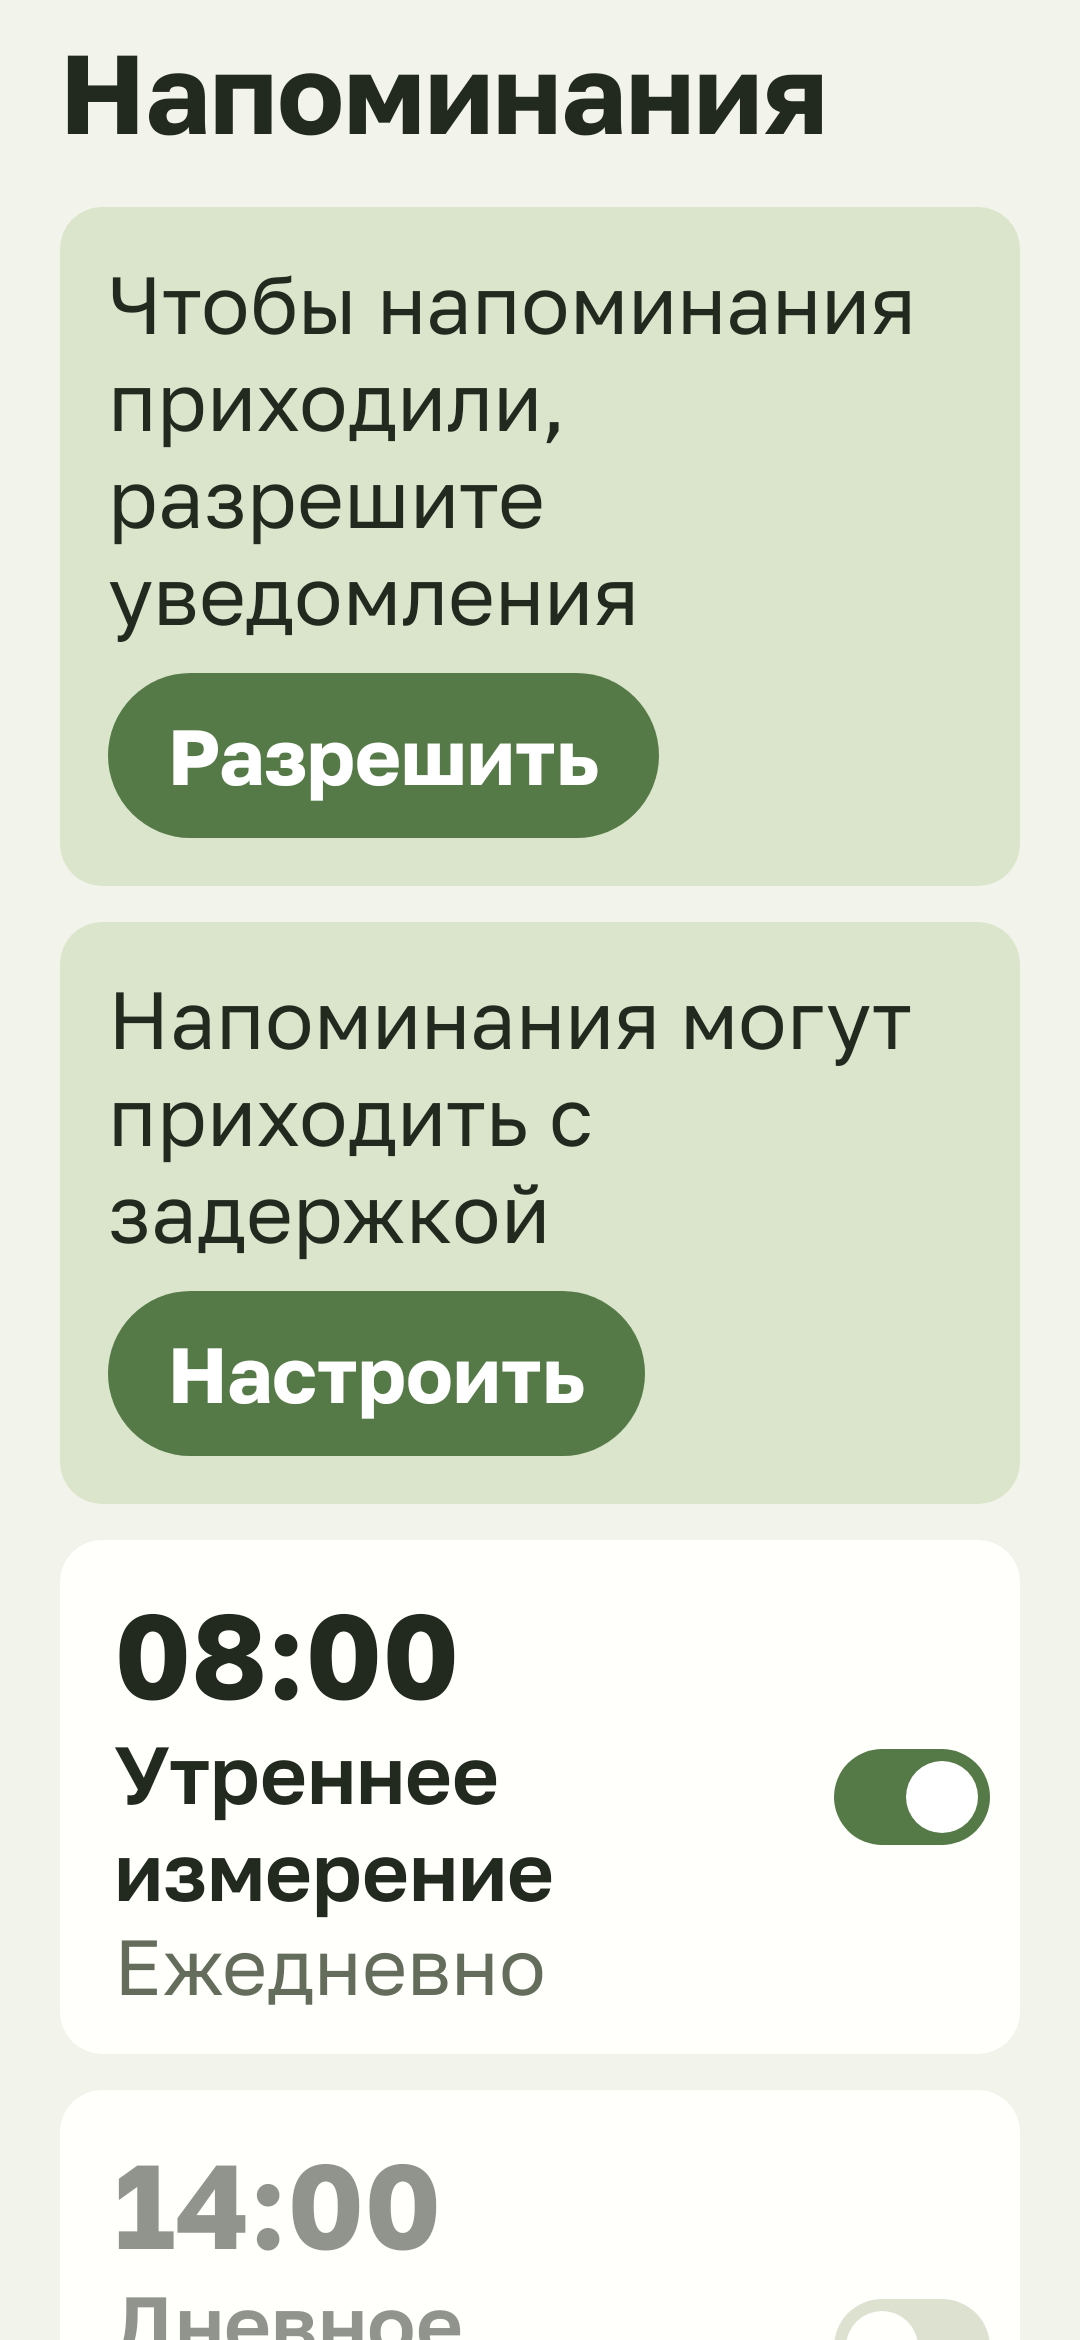 Напоминания
Чтобы напоминания
приходили,
разрешите
уведомления
Разрешить
Напоминания могут
приходить с
задержкой
Настроить
08:00
Утреннее
измерение
Ежедневно
14:00
Дневное